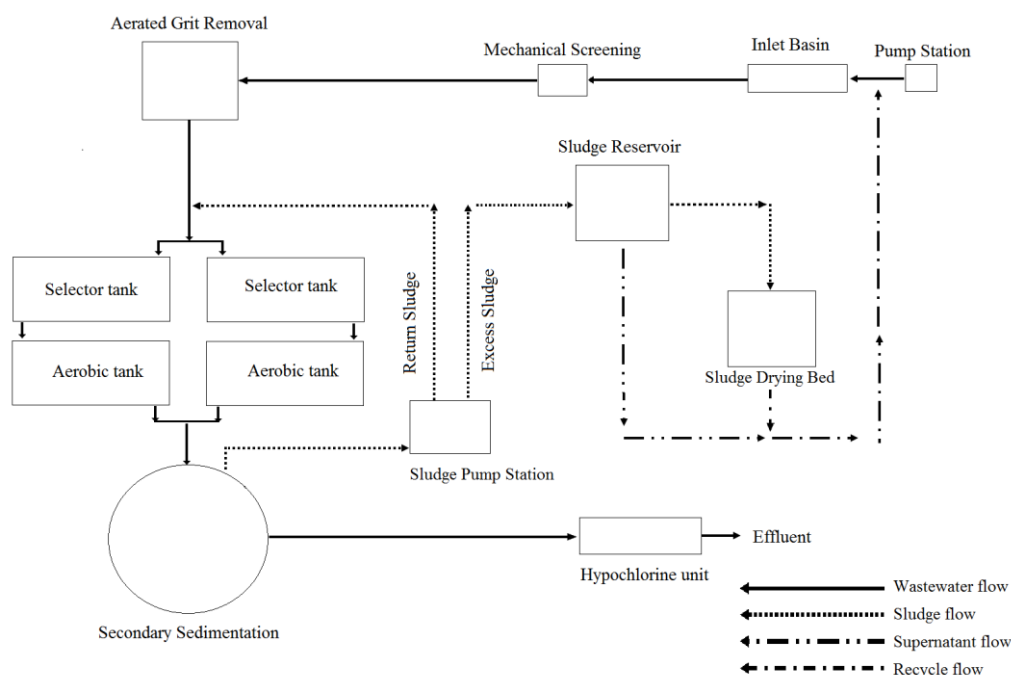 Aerated Grit Removal
Mechanical Screening
Inlet Basin
Pump Station
Sludge Reservoir
Selector tank
Selector tank
Return Sludge
Excess Sludge
Aerobic tank
Aerobic tank
Sludge Drying Bed
Sludge Pump Station
Effluent
Hypochlorine unit
Secondary Sedimentation
Wastewater flow
Sludge flow
Supernatant flow
Recycle flow